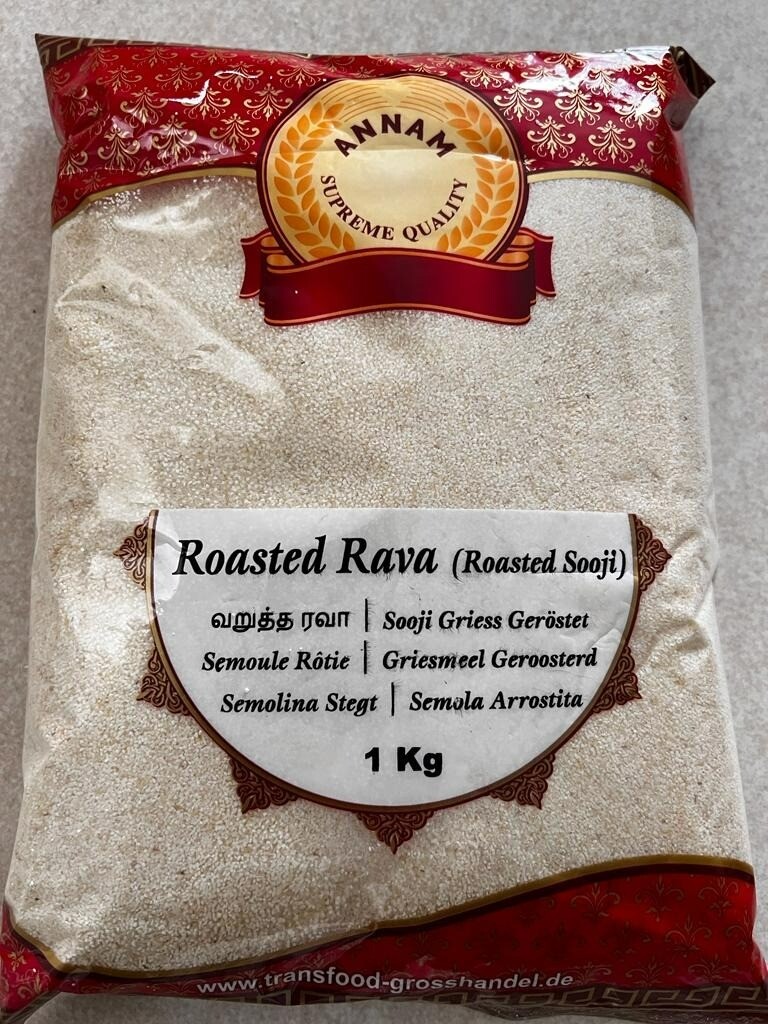 ANNAM
SUPREME QUALITY
Roasted Rava (Roasted Sooji)
வறுத்த ரவா | Sooji Griess Geröstet
Semoule Rôtie | Griesmeel Geroosterd
Semolina Stegt | Semola Arrostita
1 Kg
www.transfood-grosshandel.de